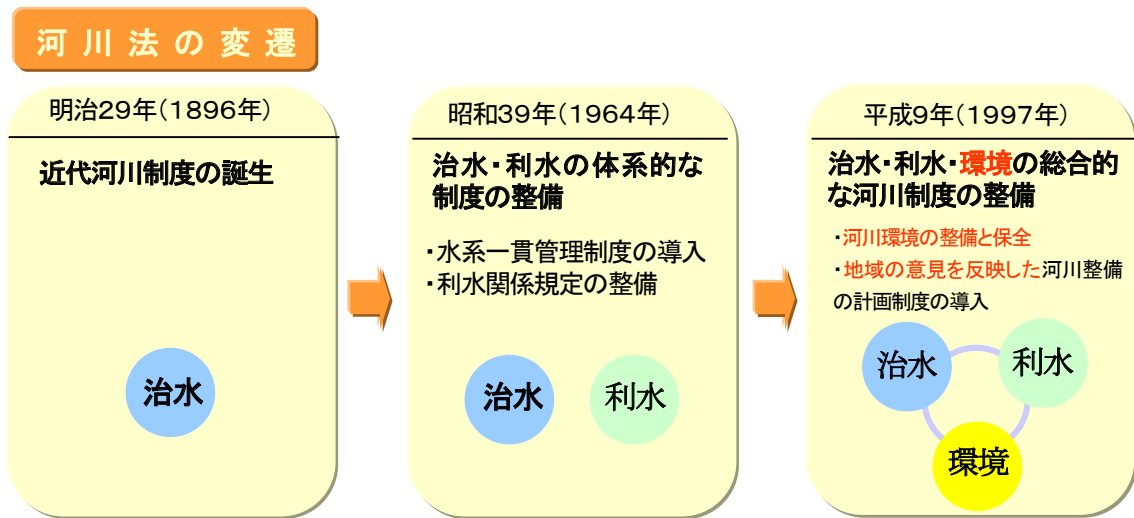 河川法の変遷
明治29年(1896年)
近代河川制度の誕生
治水
昭和39年(1964年)
治水・利水の体系的な
制度の整備
・水系一貫管理制度の導入
・利水関係規定の整備
治水
利水
平成9年(1997年)
治水・利水・環境の総合的
な河川制度の整備
・河川環境の整備と保全
・地域の意見を反映した河川整備
の計画制度の導入
治水
利水
環境